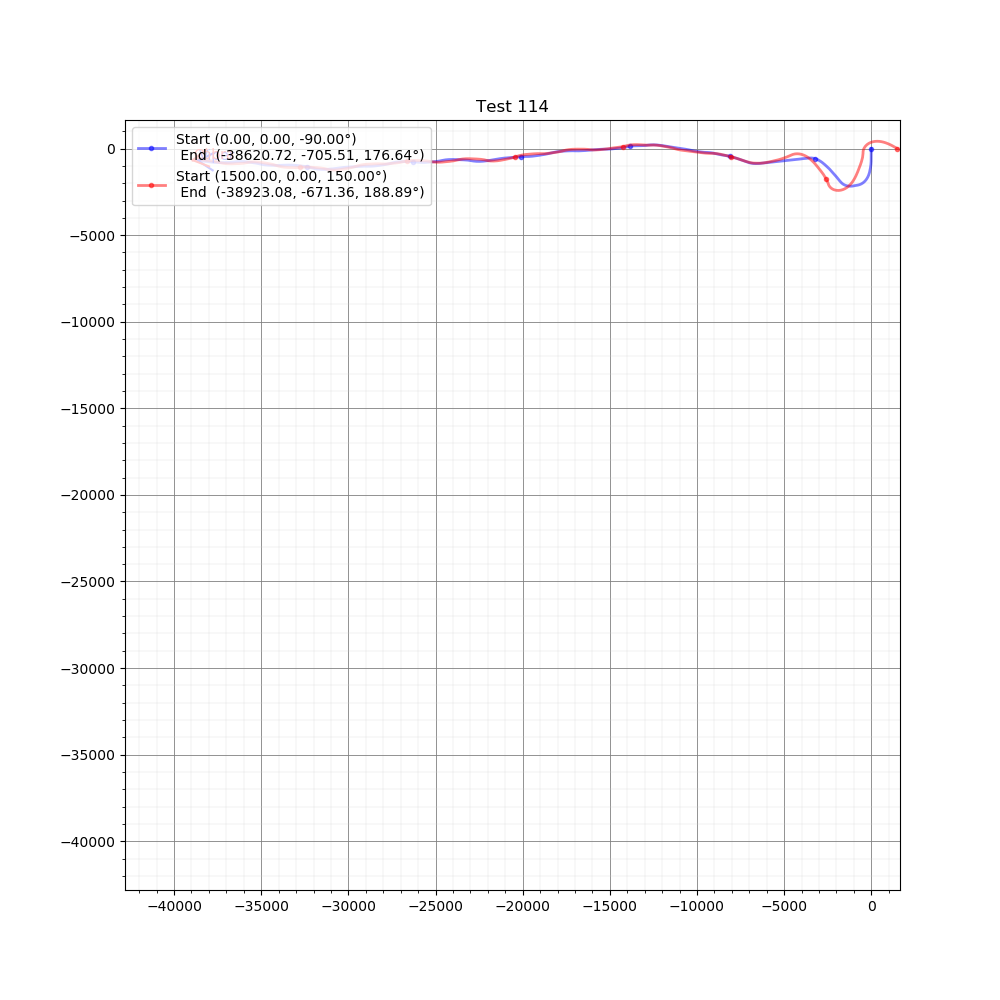 Test 114
Start (0.00, 0.00, -90.00°)
End  (-38620.72, -705.51, 176.64°)
Start (1500.00, 0.00, 150.00°)
End  (-38923.08, -671.36, 188.89°)
0
−5000
−10000
−15000
−20000
−25000
−30000
−35000
−40000
−40000 −35000 −30000 −25000 −20000 −15000 −10000 −5000 0